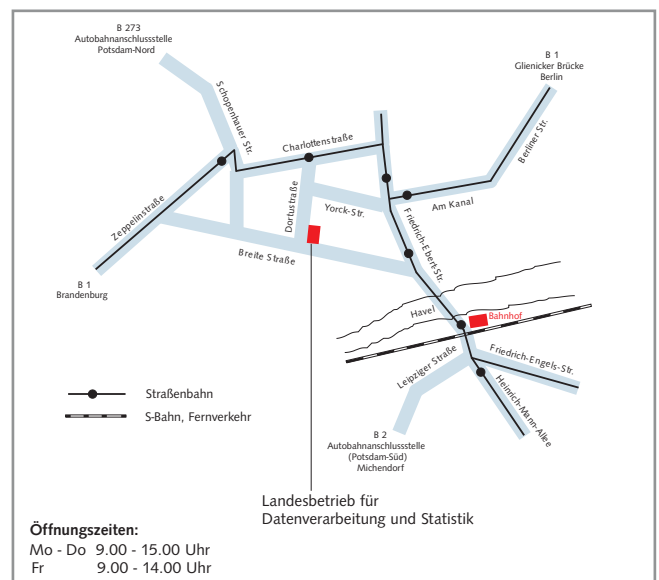 B 273
Autobahnanschlussstelle
Potsdam-Nord
B 1
Glienicker Brücke
Berlin
Schopenhauer Str.
Charlottenstraße
Berliner Str.
Zeppelinstraße
Dortustraße
Yorck-Str.
Am Kanal
Friedrich-Ebert-Str.
Breite Straße
B 1
Brandenburg
Havel
Bahnhof
Leipziger Straße
Friedrich-Engels-Str.
Heinrich-Mann-Allee
Straßenbahn
S-Bahn, Fernverkehr
B 2
Autobahnanschlussstelle
(Potsdam-Süd)
Michendorf
Landesbetrieb für
Datenverarbeitung und Statistik
Öffnungszeiten:
Mo - Do 9.00 - 15.00 Uhr
Fr 9.00 - 14.00 Uhr